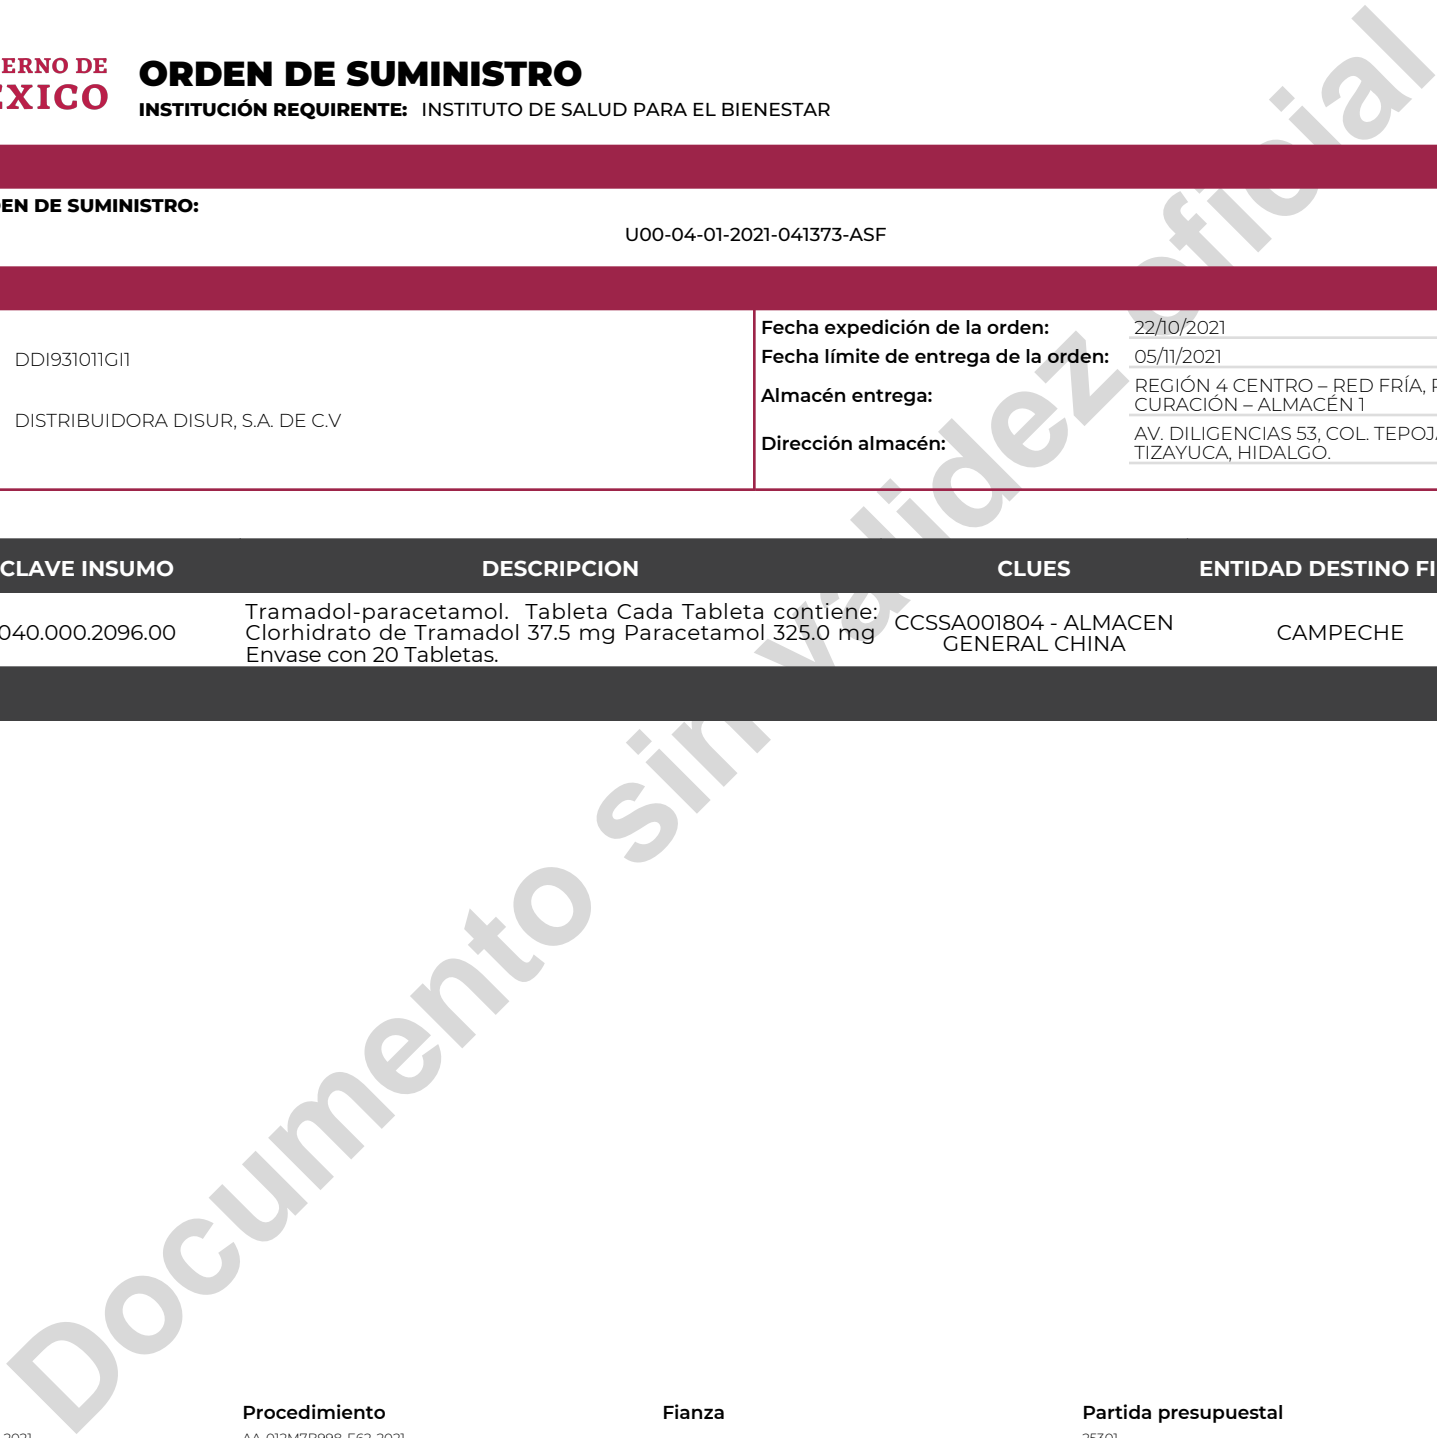 ERNO DE
ORDEN DE SUMINISTRO
INSTITUCIÓN REQUIRENTE: INSTITUTO DE SALUD PARA EL BIENESTAR
EN DE SUMINISTRO:
U00-04-01-2021-041373-ASF
DDI931011GI1
DISTRIBUIDORA DISUR, S.A. DE C.V
Fecha expedición de la orden: 22/10/2021
Fecha límite de entrega de la orden: 05/11/2021
Almacén entrega: REGIÓN 4 CENTRO – RED FRÍA,
CURACIÓN – ALMACÉN 1
Dirección almacén: AV. DILIGENCIAS 53, COL. TEPOJ
TIZAYUCA, HIDALGO.
CLAVE INSUMO DESCRIPCION CLUES ENTIDAD DESTINO FI
040.000.2096.00
Tramadol-paracetamol. Tableta Cada Tableta contiene:
Clorhidrato de Tramadol 37.5 mg Paracetamol 325.0 mg
Envase con 20 Tabletas.
CCSSA001804 - ALMACEN
GENERAL CHINA
CAMPECHE
Documento sin validez oficial
Procedimiento Fianza Partida presupuestal